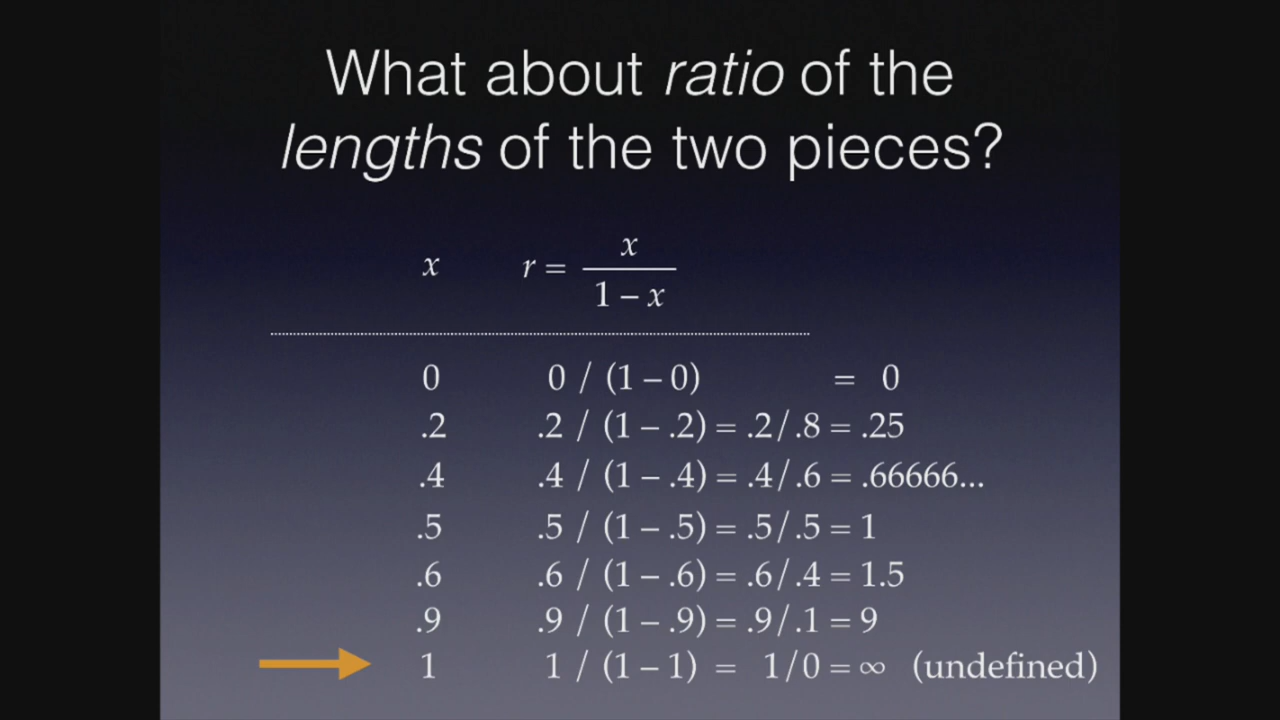 What about ratio of the
lengths of the two pieces?
x r = x / 1 – x
0 0 / (1 – 0) = 0
.2 .2 / (1 – .2) = .2/.8 = .25
.4 .4 / (1 – .4) = .4/.6 = .66666...
.5 .5 / (1 – .5) = .5/.5 = 1
.6 .6 / (1 – .6) = .6/.4 = 1.5
.9 .9 / (1 – .9) = .9/.1 = 9
1 1 / (1 – 1) = 1/0 = ∞ (undefined)